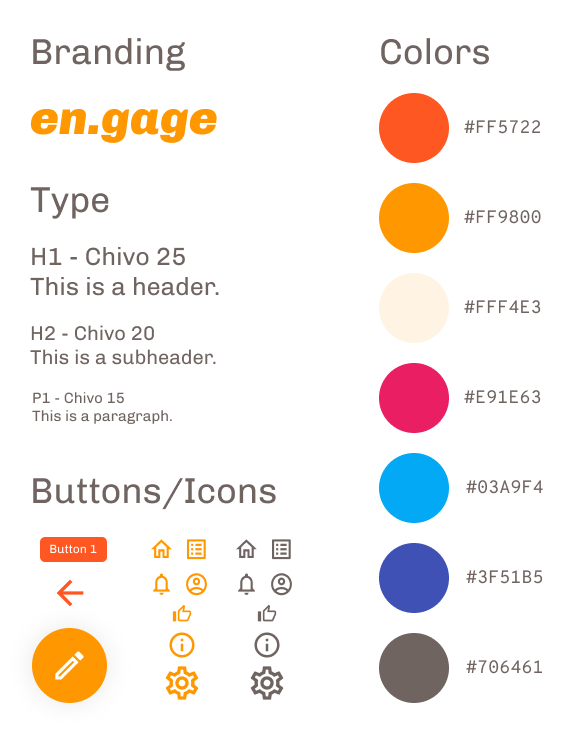 Branding
en.gage
Type
H1 - Chivo 25
This is a header.
H2 - Chivo 20
This is a subheader.
P1 - Chivo 15
This is a paragraph.
Buttons/Icons
Button 1
Colors
#FF5722
#FF9800
#FFF4E3
#E91E63
#03A9F4
#3F51B5
#706461